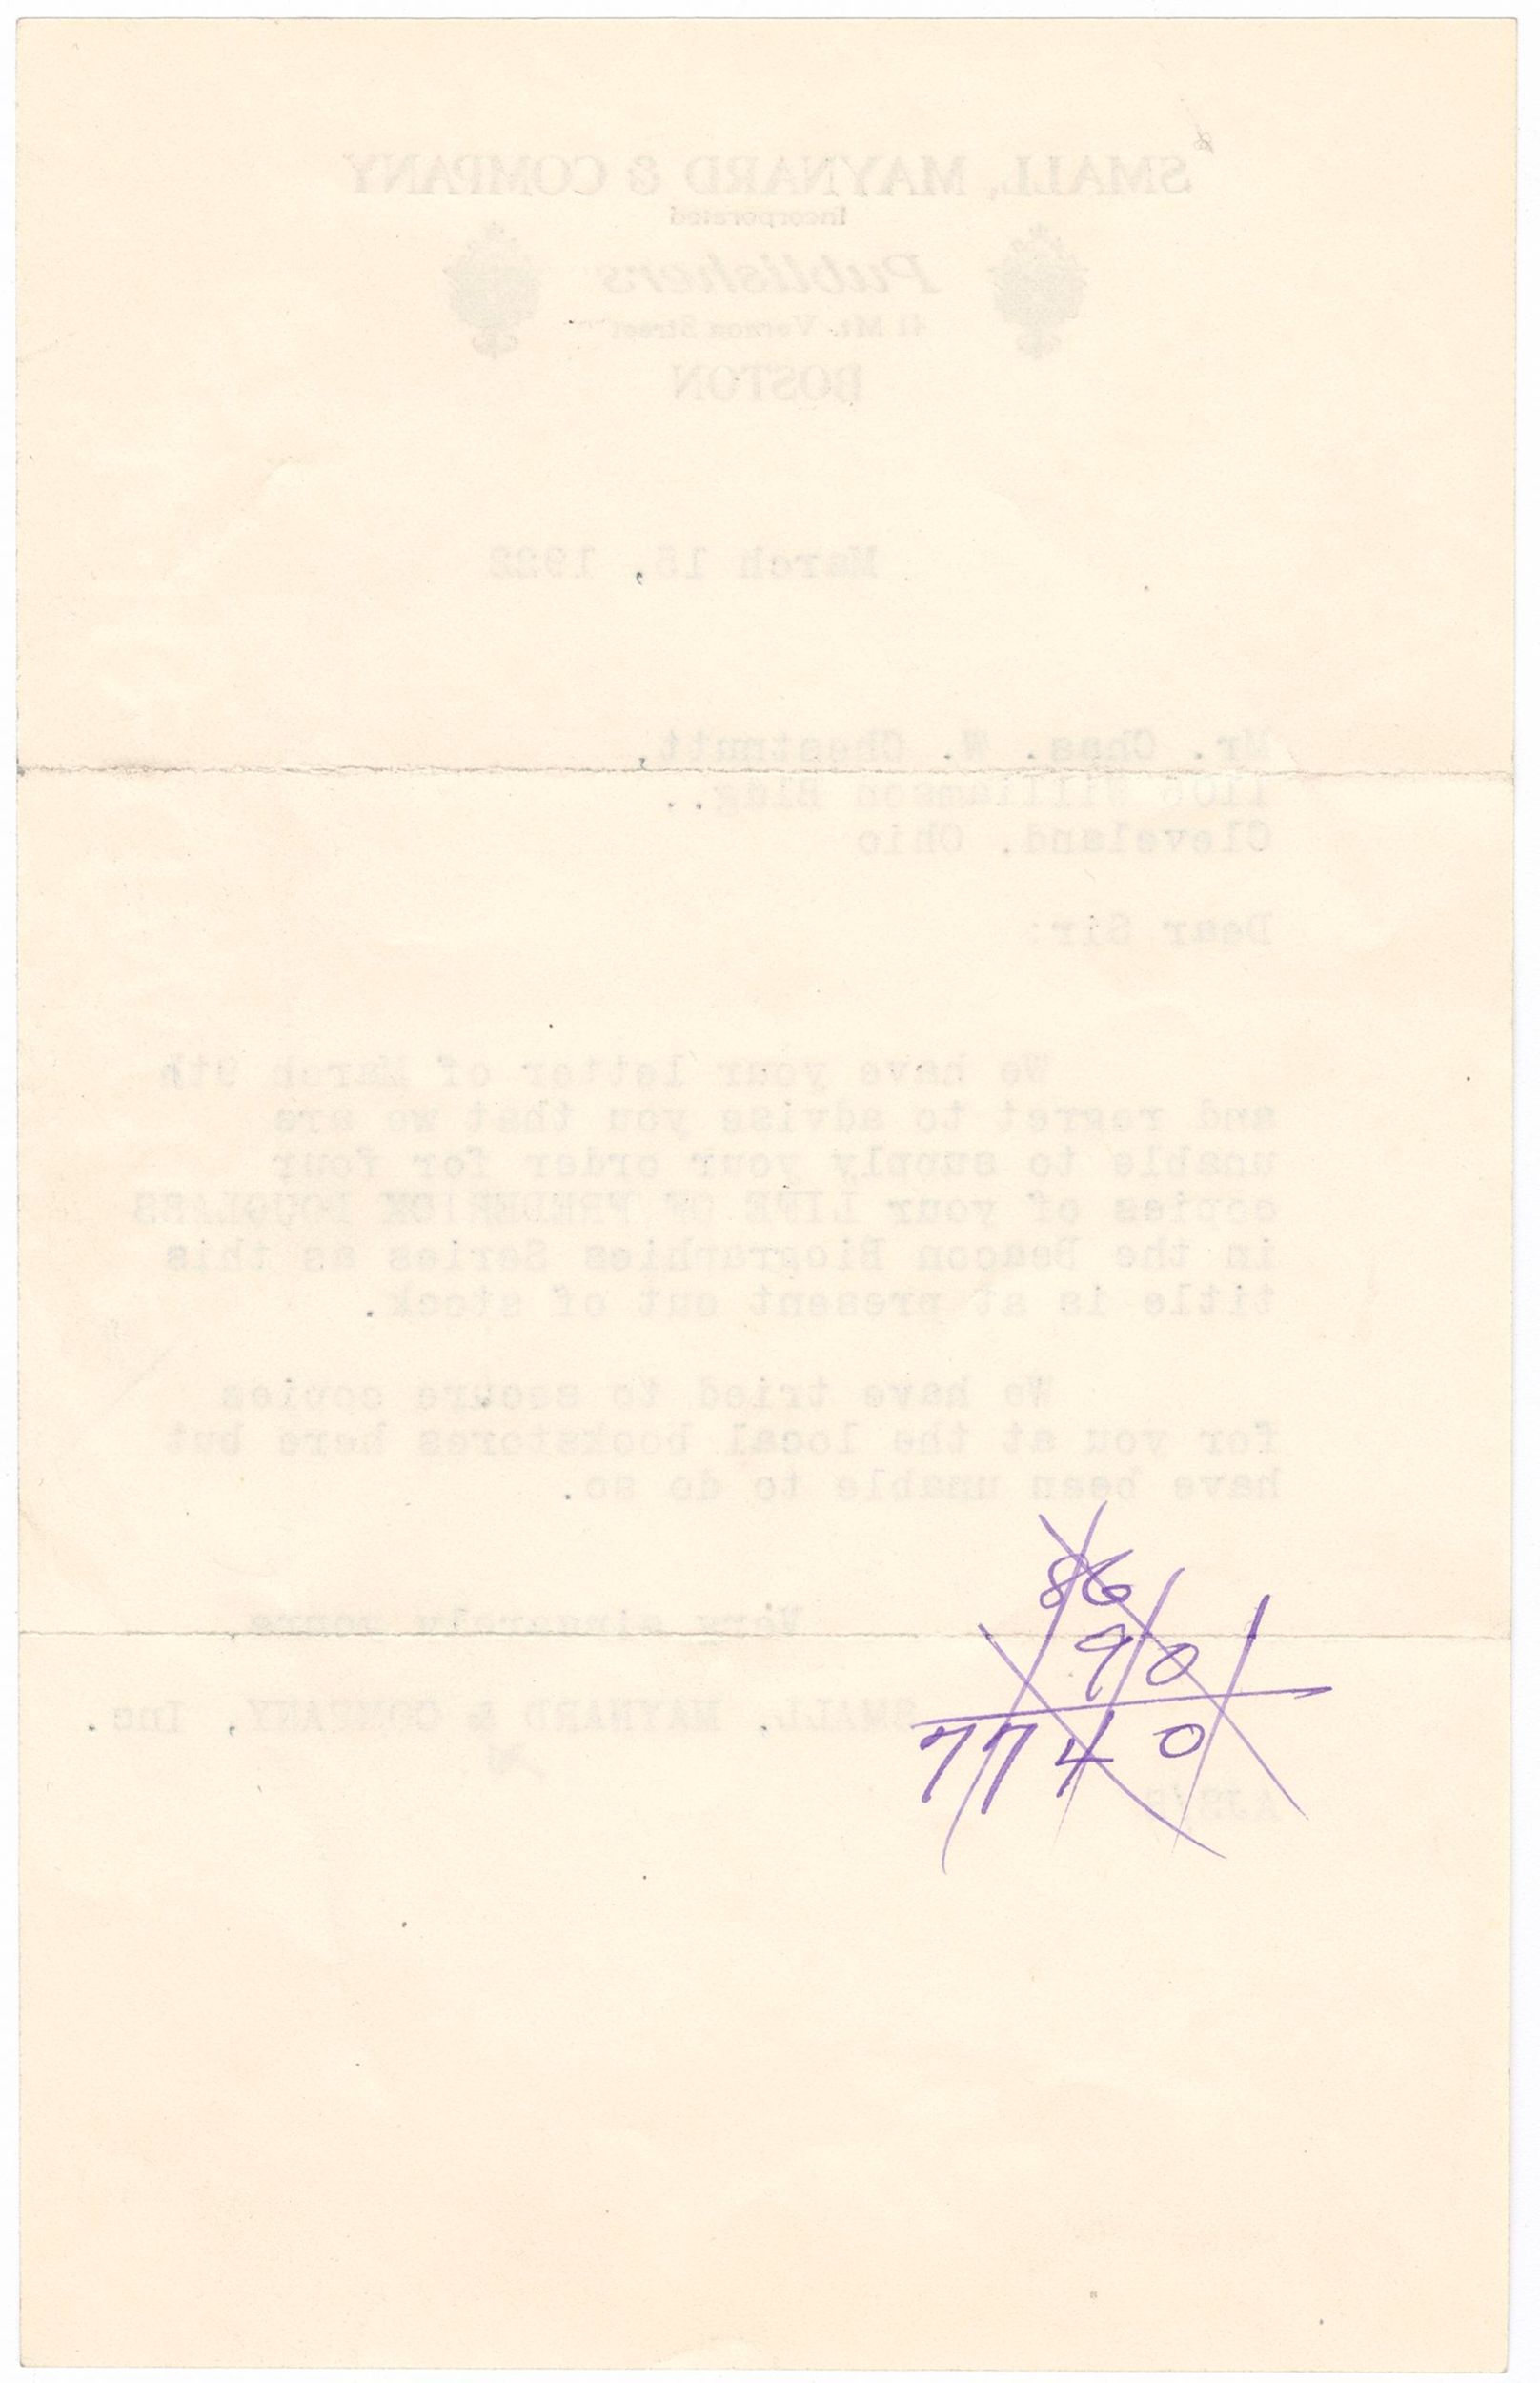 SMALL, MAYNARD & COMPANY
Incorporated
Publishers
41 Mt. Vernon Street
BOSTON
March 15, 1922
Mr. Chas. W. Chestnutt,
1106 Williamson Bldg..
Cleveland, Ohio
Dear Sir:
We have your letter of March 9th
and regret to advise you that we are
unable to supply your order for four
copies of your LIFE OF FREDERICK DOUGLASS
in the Beacon Biographies Series as this
title is at present out of stock.
We have tried to secure copies
for you at the local bookstores here but
have been unable to do so.
86
Very sincerely yours,
90
SMALL, MAYNARD & COMPANY, Inc.
7740